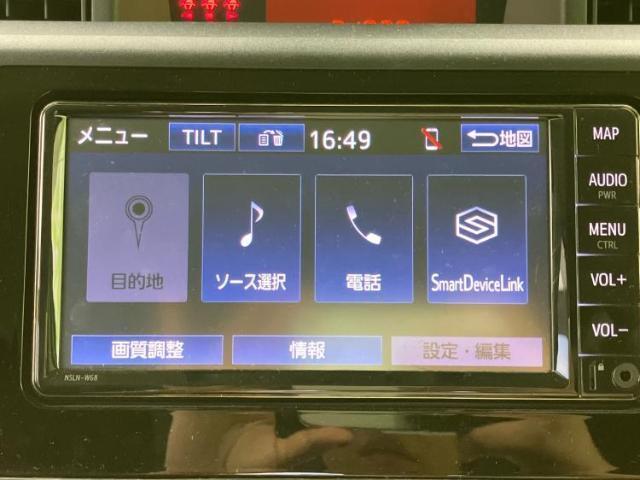 メニュー TILT 16:49 地図
目的地 ソース選択 電話 SmartDeviceLink
画質調整 情報 設定・編集
NSLN-W68
MAP
AUDIO
PWR
MENU
CTRL
VOL+
VOL-